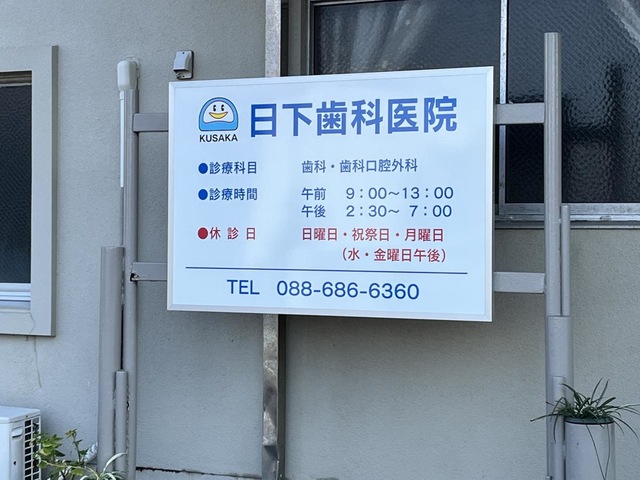 日下歯科医院
KUSAKA
●診療科目 歯科・歯科口腔外科
●診療時間 午前 9:00～13:00
午後 2:30～ 7:00
●休診日 日曜日・祝祭日・月曜日
（水・金曜日午後）
TEL 088-686-6360